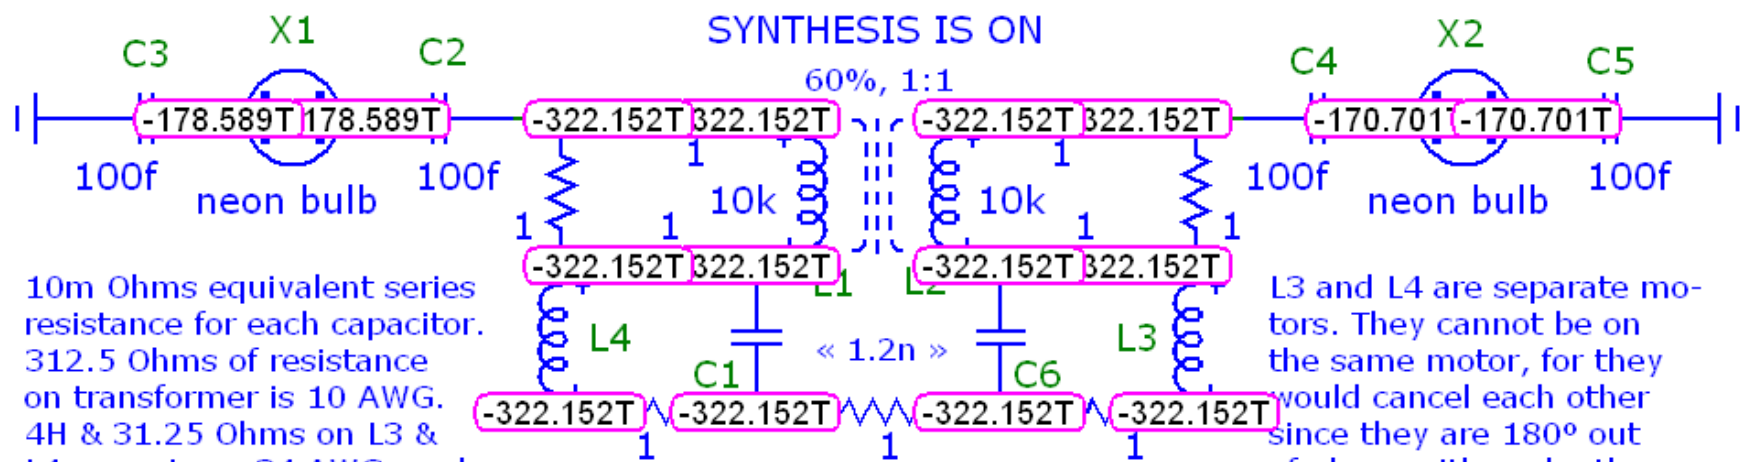 SYNTHESIS IS ON
C3 X1 C2 60%, 1:1 C4 X2 C5
-178.589T 178.589T -322.152T 322.152T -322.152T 322.152T -170.701T -170.701T
100f 100f 1 1 100f 100f
neon bulb 10k 10k neon bulb
1 1 1 1
-322.152T 322.152T -322.152T 322.152T
L1 L2
10m Ohms equivalent series
resistance for each capacitor.
312.5 Ohms of resistance
on transformer is 10 AWG.
4H & 31.25 Ohms on L3 &
L4 « 1.2n » L3
C1 C6
-322.152T -322.152T -322.152T -322.152T
1 1 1
L3 and L4 are separate mo-
tors. They cannot be on
the same motor, for they
would cancel each other
since they are 180º out